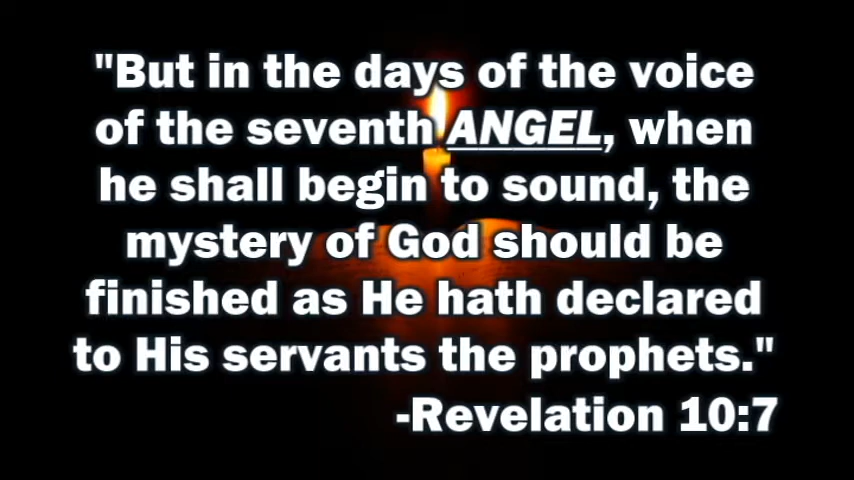 "But in the days of the voice
of the seventh ANGEL, when
he shall begin to sound, the
mystery of God should be
finished as He hath declared
to His servants the prophets."
-Revelation 10:7